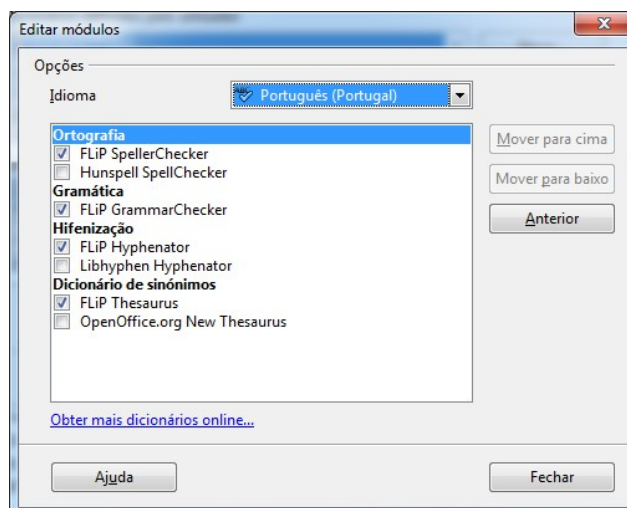 Editar módulos
Opções
Idioma
Português (Portugal)
Ortografia
FLiP SpellerChecker
Hunspell SpellChecker
Gramática
FLiP GrammarChecker
Hifenização
FLiP Hyphenator
Libhyphen Hyphenator
Dicionário de sinónimos
FLiP Thesaurus
OpenOffice.org New Thesaurus
Mover para cima
Mover para baixo
Anterior
Obter mais dicionários online...
Ajuda
Fechar